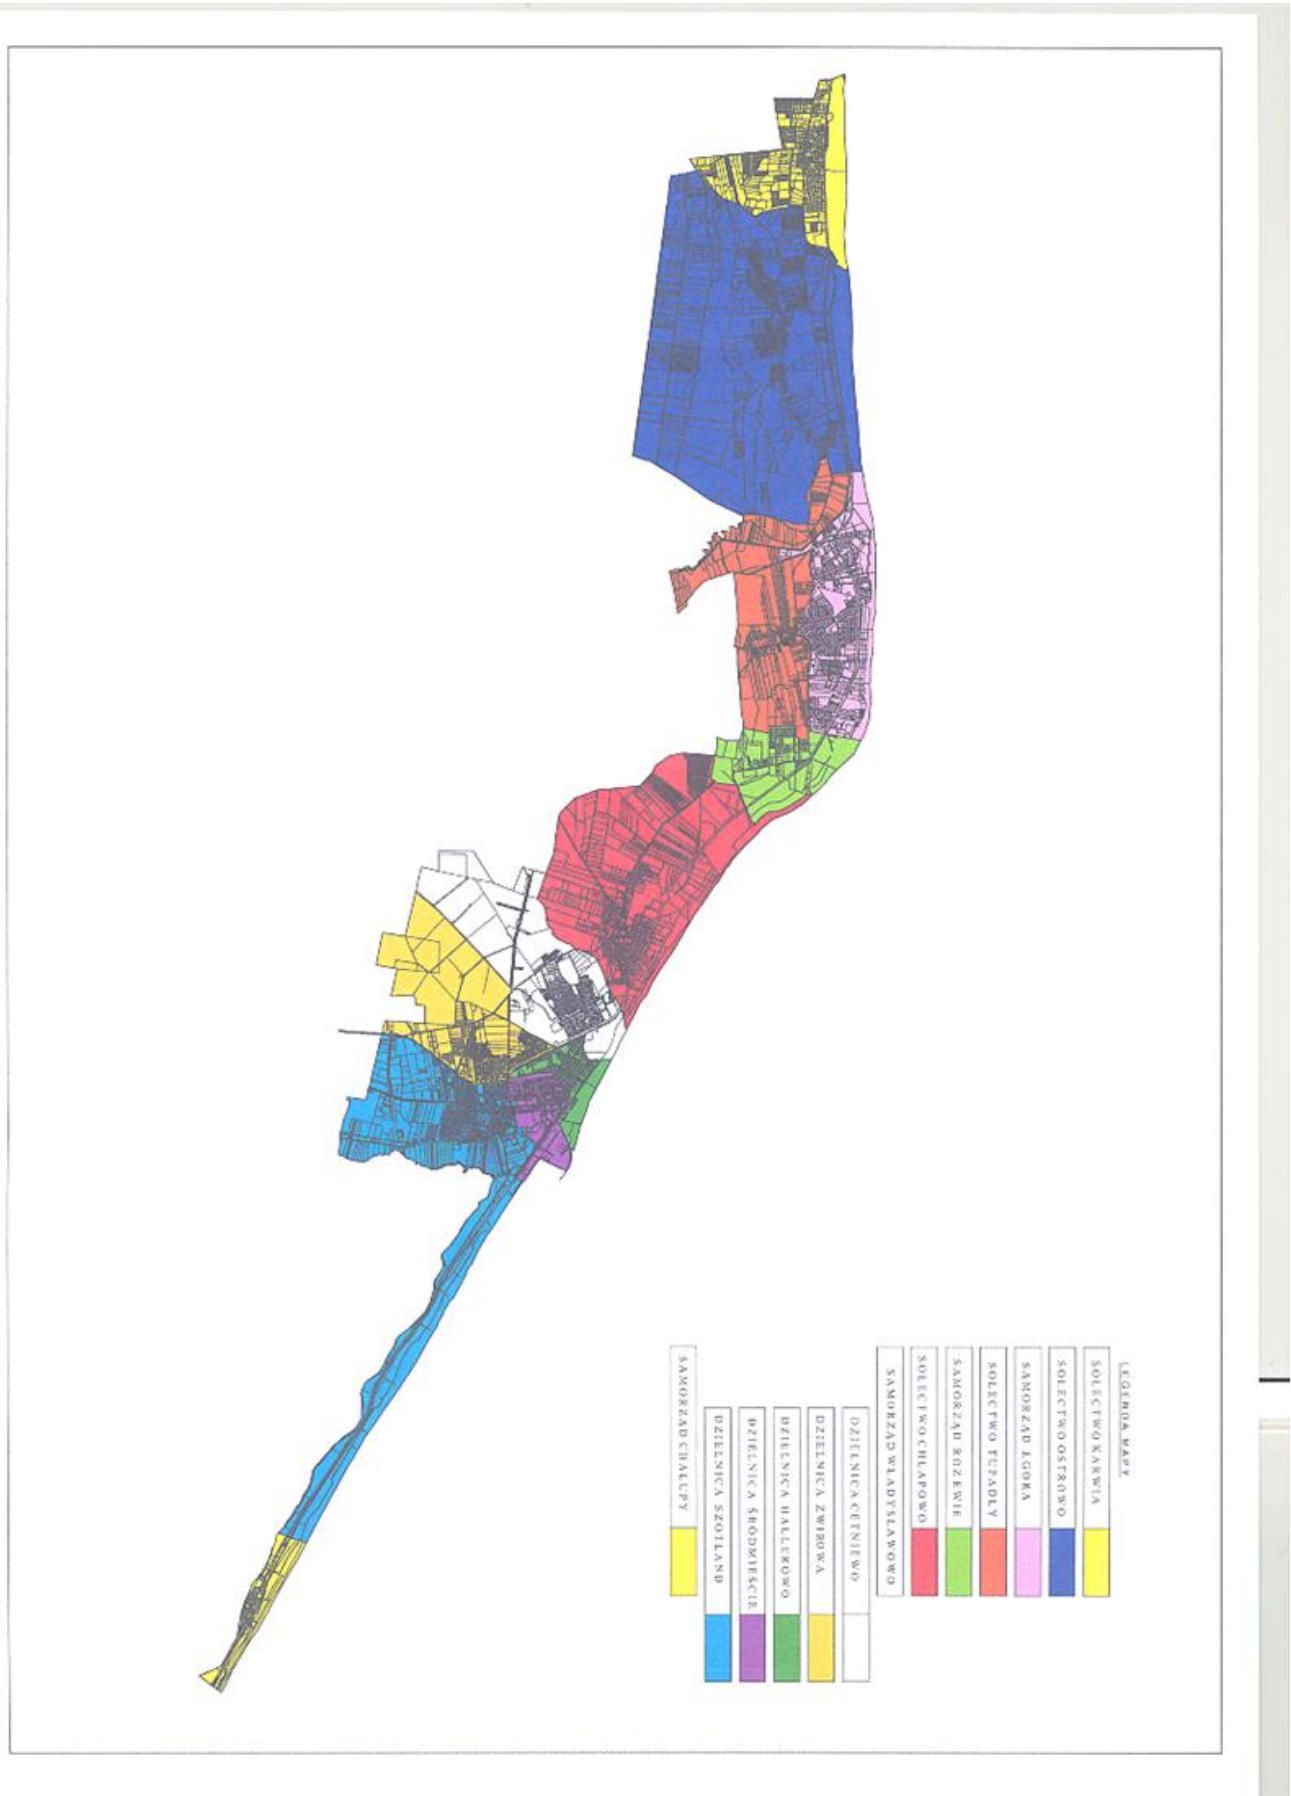 LEGENDA MAPY
SOŁECTWO KARWIA
SOŁECTWO OSTROWO
SAMORZĄD J.GÓRA
SOŁECTWO TUPADŁY
SAMORZĄD ROZEWIE
SOŁECTWO CHŁAPOWO
SAMORZĄD WŁADYSŁAWOWO
DZIELNICA CETNIEWO
DZIELNICA ŻWIROWA
DZIELNICA HALLEROWO
DZIELNICA ŚRÓDMIEŚCIE
DZIELNICA SZOTLAND
SAMORZĄD CHAŁUPY